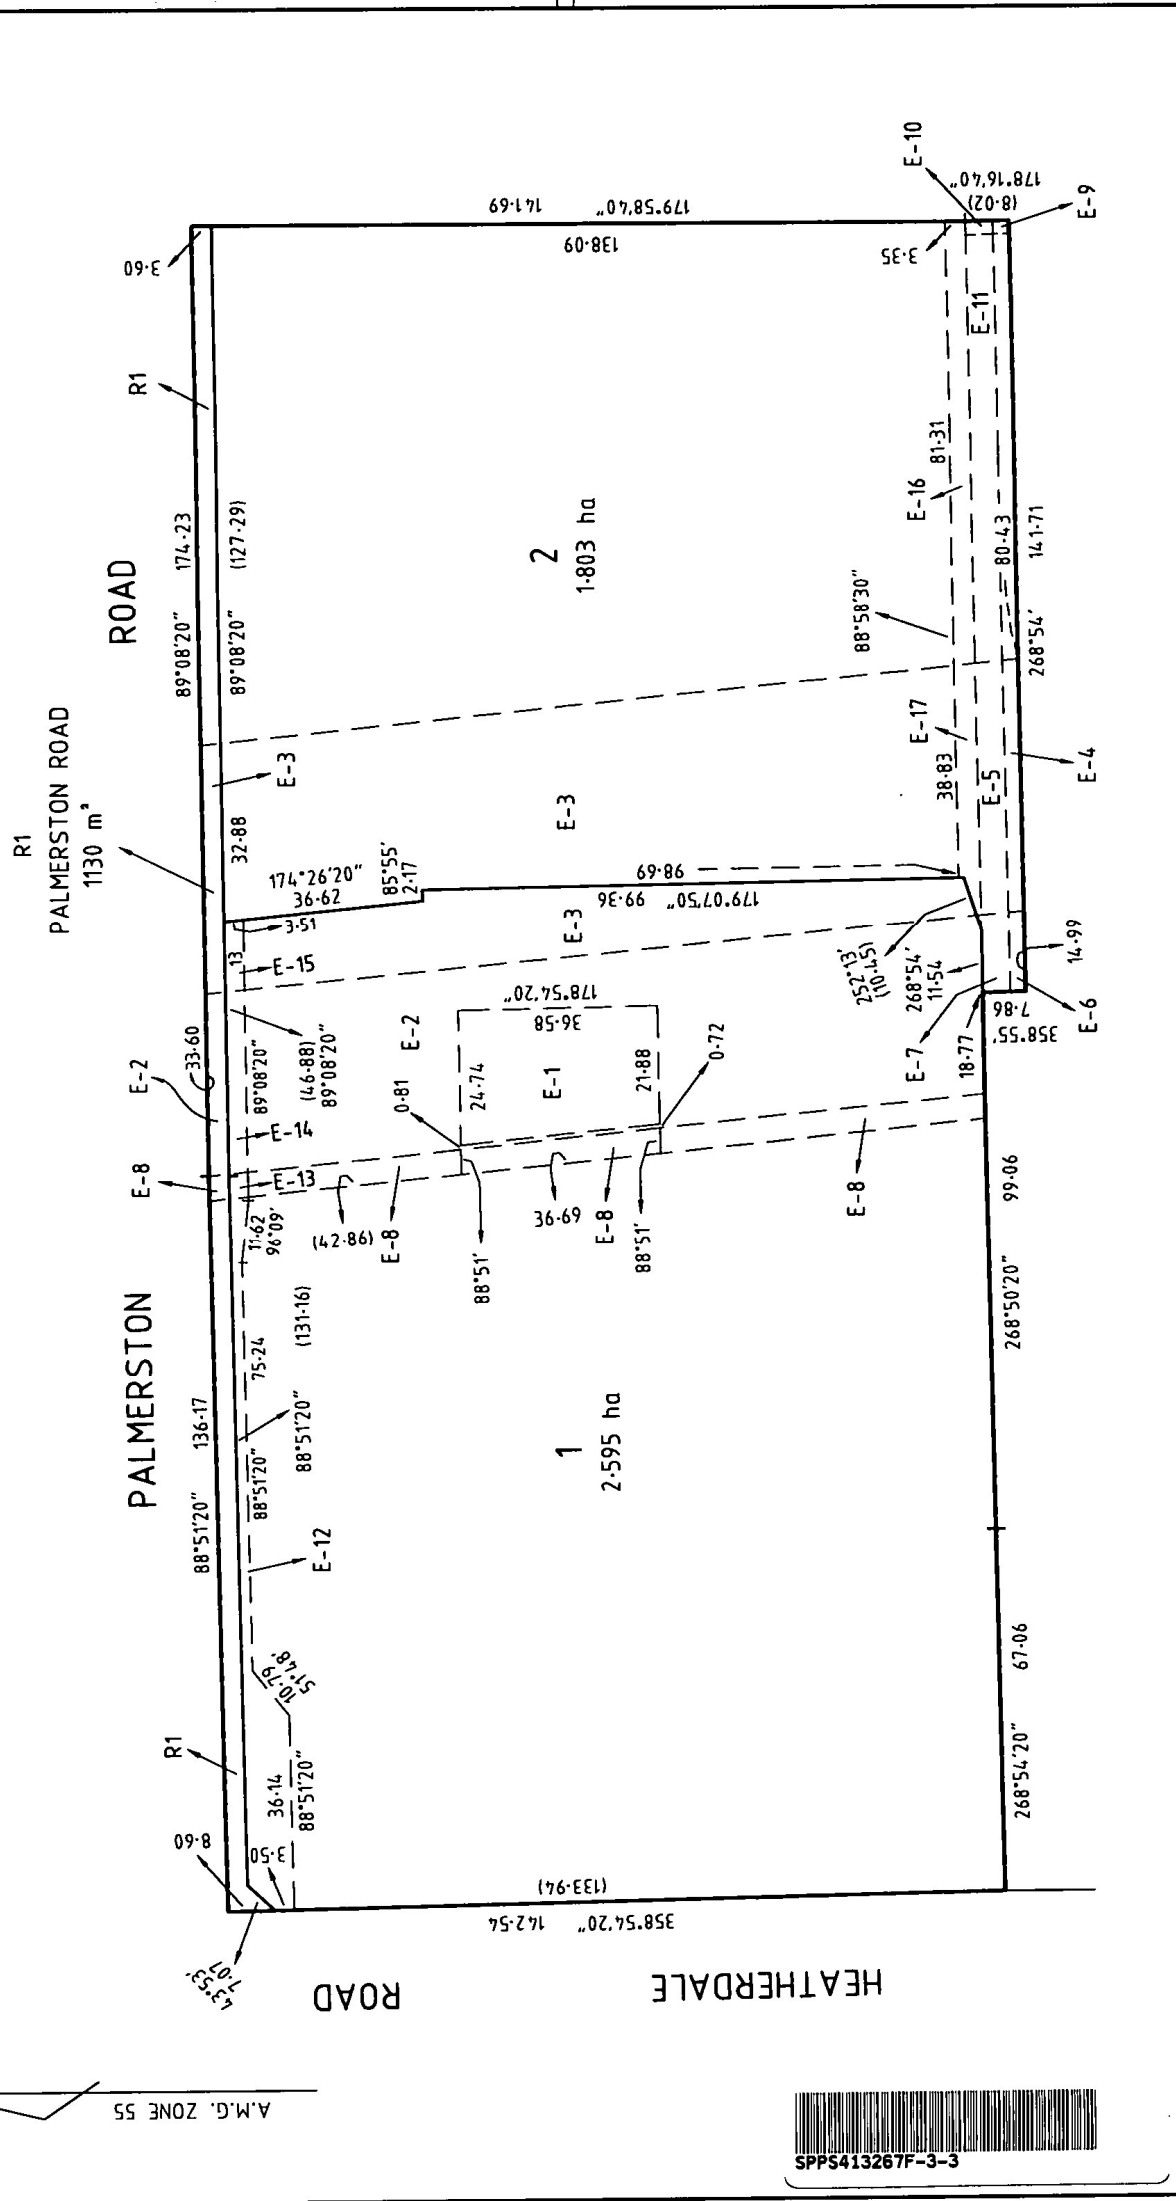 R1
PALMERSTON ROAD
1130 m²
PALMERSTON
ROAD
HEATHERDALE
ROAD
88°51'20"
136·17
33·60
89°08'20"
174·23
3·60
R1
R1
8·60
43°53'
7·07
3·50
36·14
88°51'20"
10·79
51°48'
E-12
88°51'20"
75·24
88°51'20"
(131·16)
11·62
96°09'
E-13
E-14
E-15
E-8
E-2
89°08'20"
(46·88)
89°08'20"
13
3·51
32·88
89°08'20"
(127·29)
E-3
174°26'20"
36·29
85°55'
2·17
E-3
E-3
179°07'50"
99·36
98·69
(42·86)
E-8
0·81
24·74
E-2
178°54'20"
36·58
E-1
21·88
0·72
88°51'
36·69
E-8
88°51'
E-8
1
2·595 ha
2
1·803 ha
179°58'40"
141·69
138·09
3·35
E-10
178°16'40"
(8·02)
E-9
E-11
81·31
E-16
88°58'30"
E-17
38·83
E-5
80·43
141·71
268°54'
E-4
14·99
252°13'
(10·45)
268°54'
11·54
E-7
18·77
7·86
358°55'
E-6
99·06
268°50'20"
67·06
268°54'20"
358°54'20"
142·54
(133·94)
A.M.G. ZONE 55
SPPS413267F-3-3